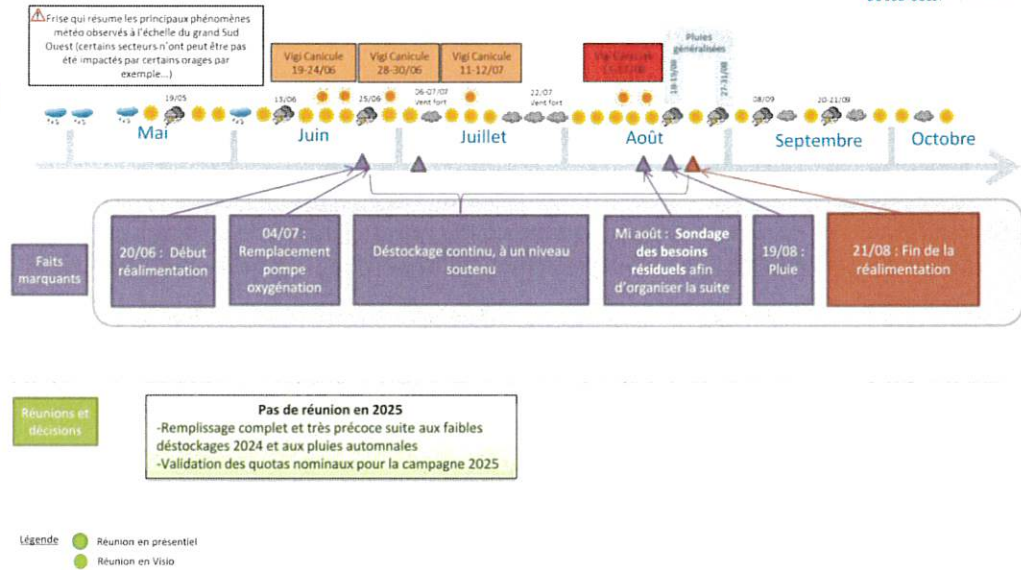 Frise qui résume les principaux phénomènes
météo observés à l'échelle du grand Sud
Ouest (certains secteurs n'ont peut être pas
été impactés par certains orages par
exemple...)
Vigi Canicule
19-24/06
Vigi Canicule
28-30/06
Vigi Canicule
11-12/07
Pluies
généralisées
18-19/08
27-31/08
19/05
13/06
25/06
06-07/07
Vent fort
22/07
Vent fort
08/09
20-21/09
Mai
Juin
Juillet
Août
Septembre
Octobre
Faits
marquants
20/06 : Début
réalimentation
04/07 :
Remplacement
pompe
oxygénation
Déstockage continu, à un niveau
soutenu
Mi août : Sondage
des besoins
résiduels afin
d'organiser la suite
19/08 :
Pluie
21/08 : Fin de la
réalimentation
Réunions et
décisions
Pas de réunion en 2025
-Remplissage complet et très précoce suite aux faibles
déstockages 2024 et aux pluies automnales
-Validation des quotas nominaux pour la campagne 2025
Légende
Réunion en présentiel
Réunion en Visio